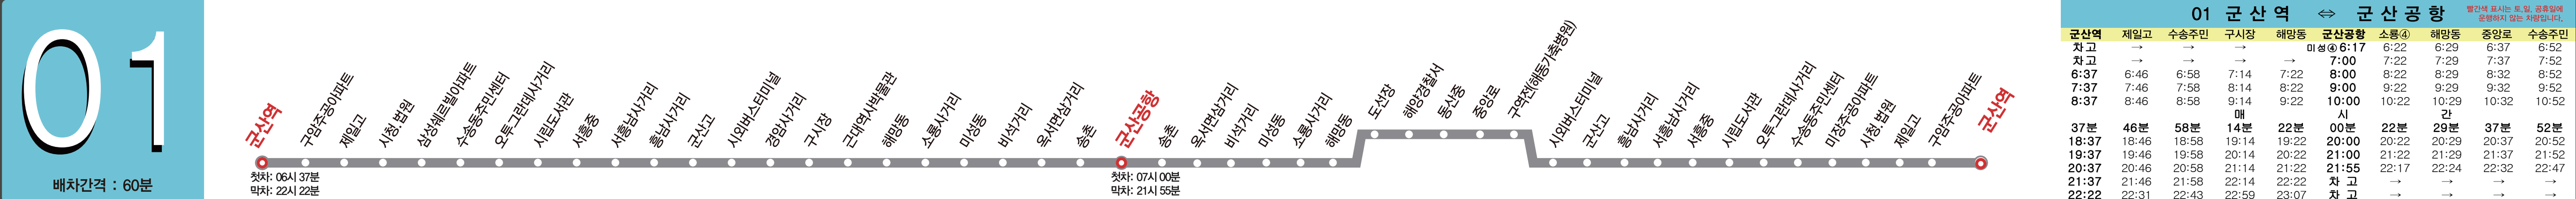 01
배차간격 : 60분
군산역
구암주공아파트
제일고
시청.법원
삼성쉐르빌아파트
수송동주민센터
오투그란데사거리
시립도서관
서흥중
서흥남사거리
흥남사거리
군산고
시외버스터미널
경암사거리
구시장
근대역사박물관
해망동
소룡사거리
미성동
비석거리
옥서면삼거리
송촌
군산공항
송촌
옥서면삼거리
비석거리
미성동
소룡사거리
해망동
도선장
해양경찰서
동산중
중앙로
구역전(해동가축병원)
시외버스터미널
군산고
흥남사거리
서흥남사거리
서흥중
시립도서관
오투그란데사거리
수송동주민센터
미장주공아파트
시청.법원
제일고
구암주공아파트
군산역
첫차: 06시 37분
막차: 22시 22분
첫차: 07시 00분
막차: 21시 55분
01 군 산 역 ⇔ 군 산 공 항
빨간색 표시는 토,일, 공휴일에
운행하지 않는 차량입니다.
군산역 제일고 수송주민 구시장 해망동 군산공항 소룡④ 해망동 중앙로 수송주민
차고 → → → 미성④ 6:17 6:22 6:29 6:37 6:52
차고 → → → → 7:00 7:22 7:29 7:37 7:52
6:37 6:46 6:58 7:14 7:22 8:00 8:22 8:29 8:32 8:52
7:37 7:46 7:58 8:14 8:22 9:00 9:22 9:29 9:32 9:52
8:37 8:46 8:58 9:14 9:22 10:00 10:22 10:29 10:32 10:52
매 시 간
37분 46분 58분 14분 22분 00분 22분 29분 37분 52분
18:37 18:46 18:58 19:14 19:22 20:00 20:22 20:29 20:37 20:52
19:37 19:46 19:58 20:14 20:22 21:00 21:22 21:29 21:37 21:52
20:37 20:46 20:58 21:14 21:22 21:55 22:17 22:24 22:32 22:47
21:37 21:46 21:58 22:14 22:22 차 고 → → → →
22:22 22:31 22:43 22:59 23:07 차 고 → → → →